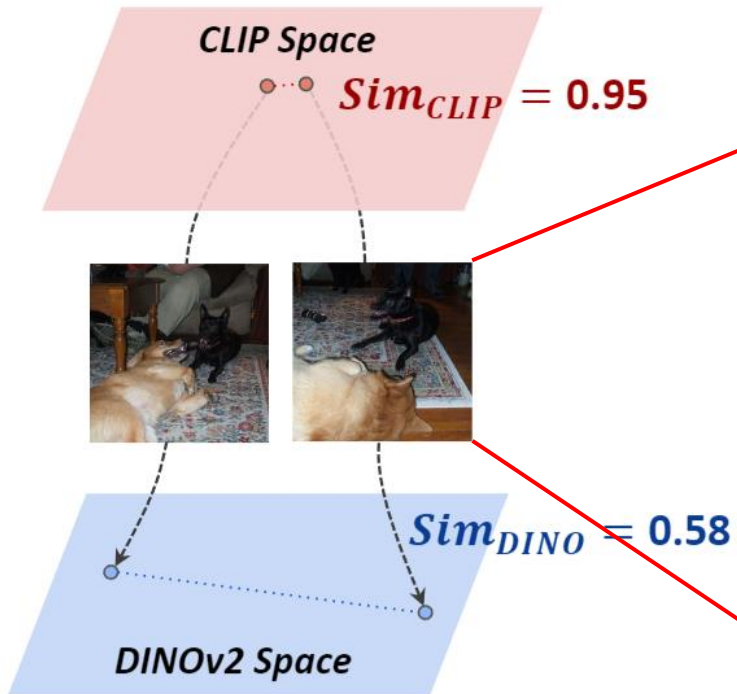 CLIP Space
Sim_CLIP = 0.95
Sim_DINO = 0.58
DINOv2 Space